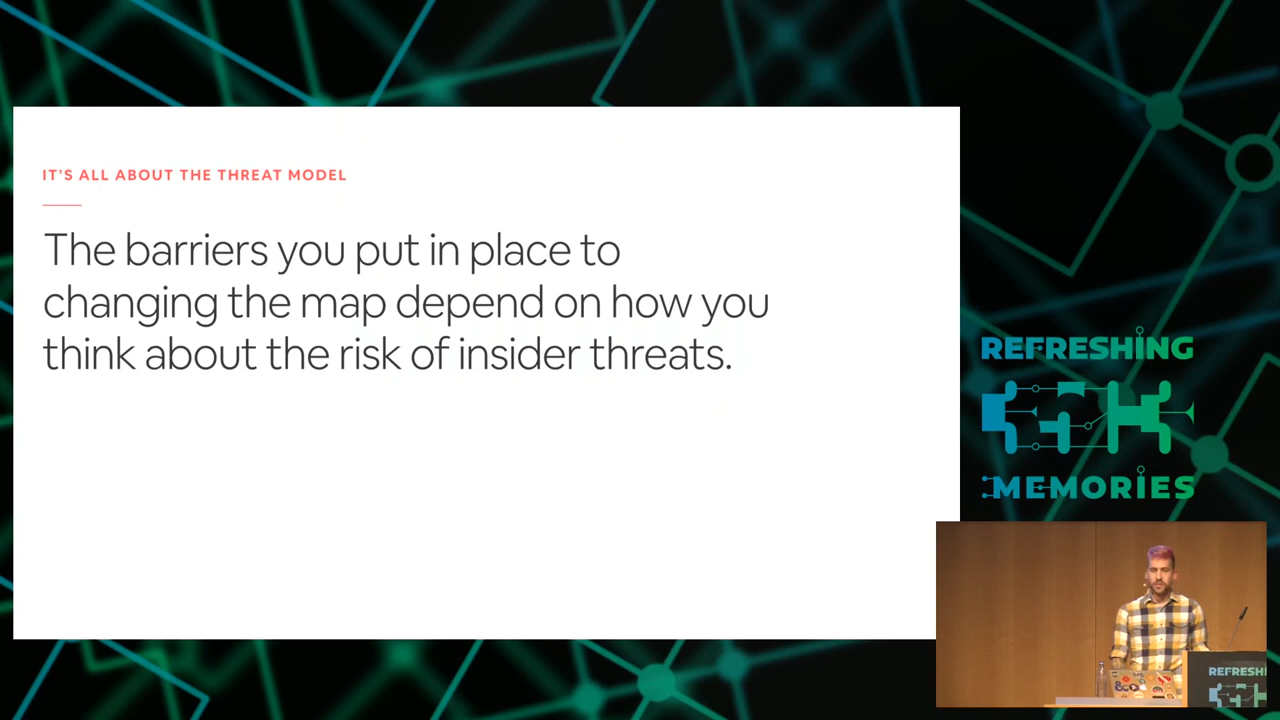 IT'S ALL ABOUT THE THREAT MODEL
The barriers you put in place to
changing the map depend on how you
think about the risk of insider threats.
REFRESHING
MEMORIES
REFRESHI